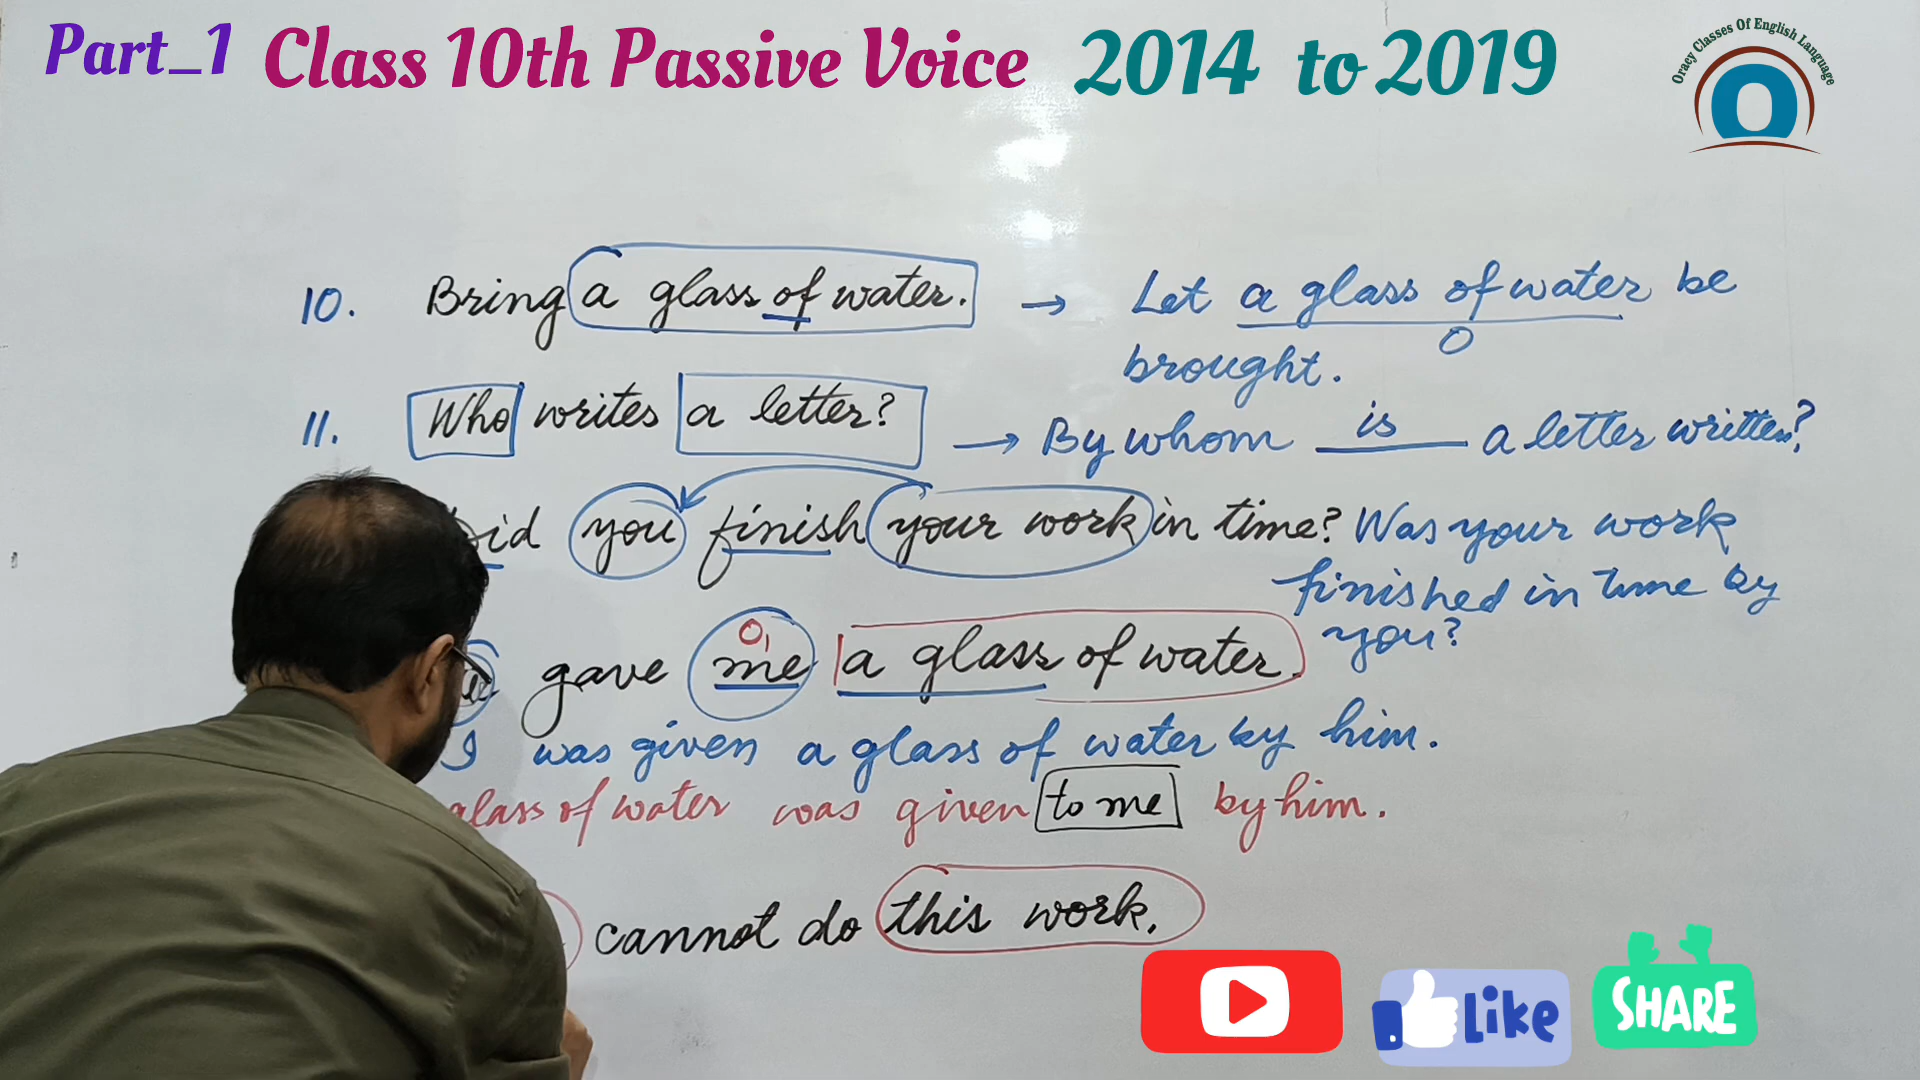 Part_1 Class 10th Passive Voice 2014 to 2019
Oracy Classes Of English Language
O
10. Bring a glass of water. → Let a glass of water be
O
brought.
11. Who writes a letter? → By whom is a letter written?
Did you finish your work in time? Was your work
finished in time by
you?
O1
gave me a glass of water.
I was given a glass of water by him.
glass of water was given to me by him.
cannot do this work.
Like
SHARE